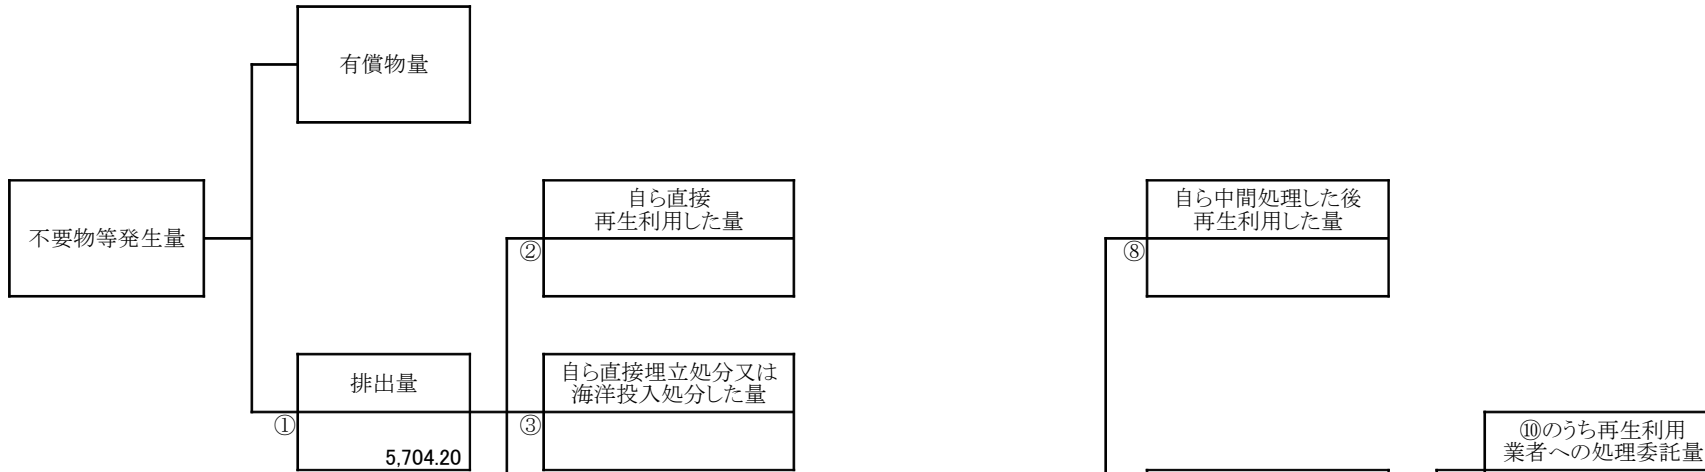 有償物量
不要物等発生量
自ら直接
再生利用した量
②
自ら中間処理した後
再生利用した量
⑧
排出量
①
5,704.20
自ら直接埋立処分又は
海洋投入処分した量
③
⑩のうち再生利用
業者への処理委託量